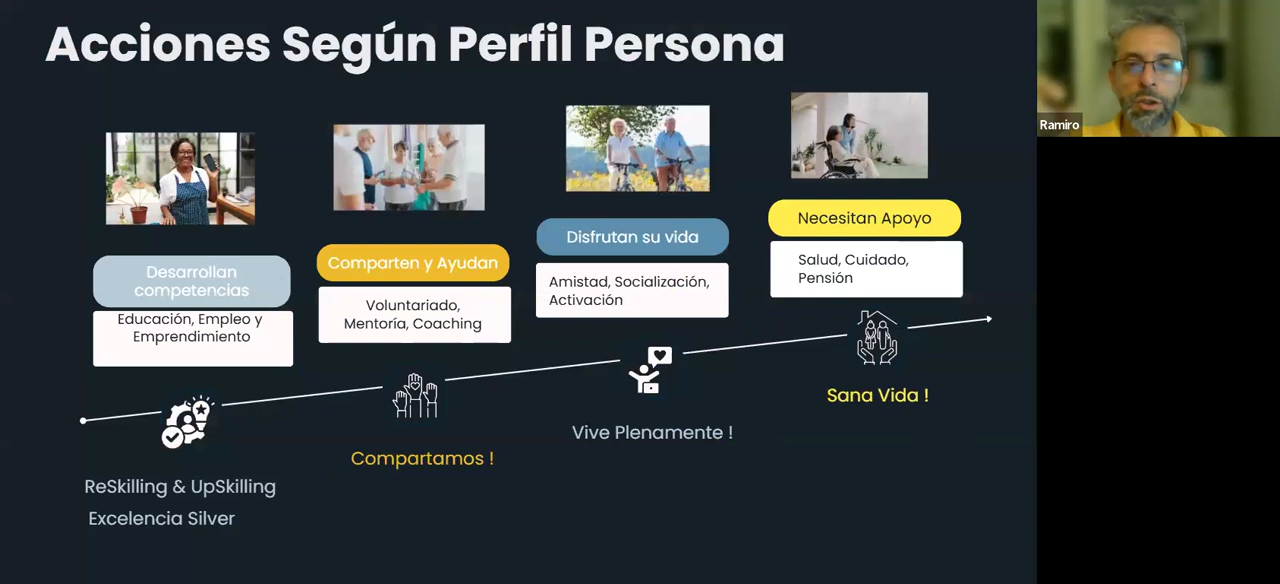 Acciones Según Perfil Persona
Ramiro
Desarrollan
competencias
Educación, Empleo y
Emprendimiento
ReSkilling & UpSkilling
Excelencia Silver
Comparten y Ayudan
Voluntariado,
Mentoría, Coaching
Compartamos !
Disfrutan su vida
Amistad, Socialización,
Activación
Vive Plenamente !
Necesitan Apoyo
Salud, Cuidado,
Pensión
Sana Vida !